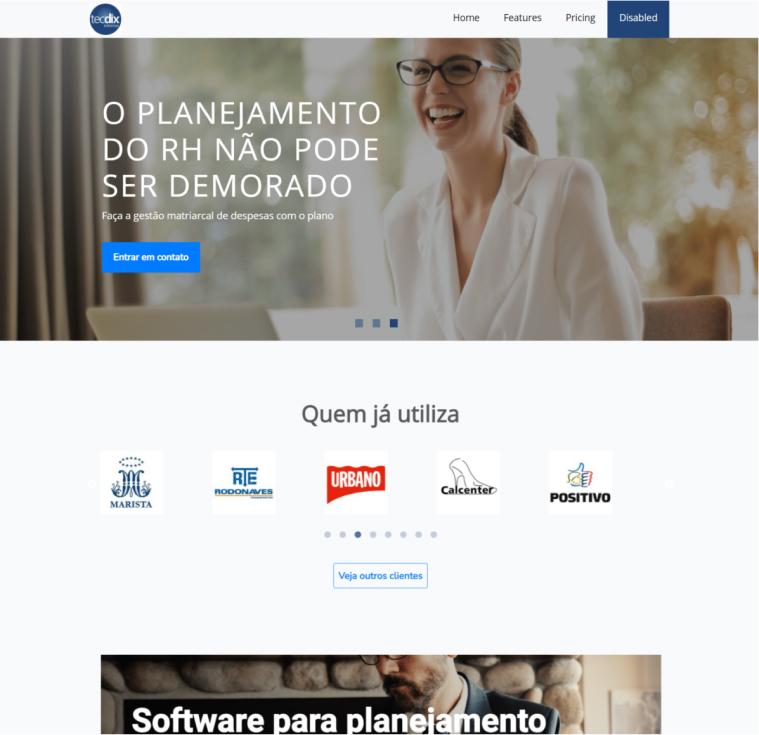 tecdix
Home Features Pricing Disabled
O PLANEJAMENTO
DO RH NÃO PODE
SER DEMORADO
Faça a gestão matriarcal de despesas com o plano
Entrar em contato
Quem já utiliza
MARISTA
RTE
RODONAVES
URBANO
Calcenter
POSITIVO
Veja outros clientes
Software para planejamento